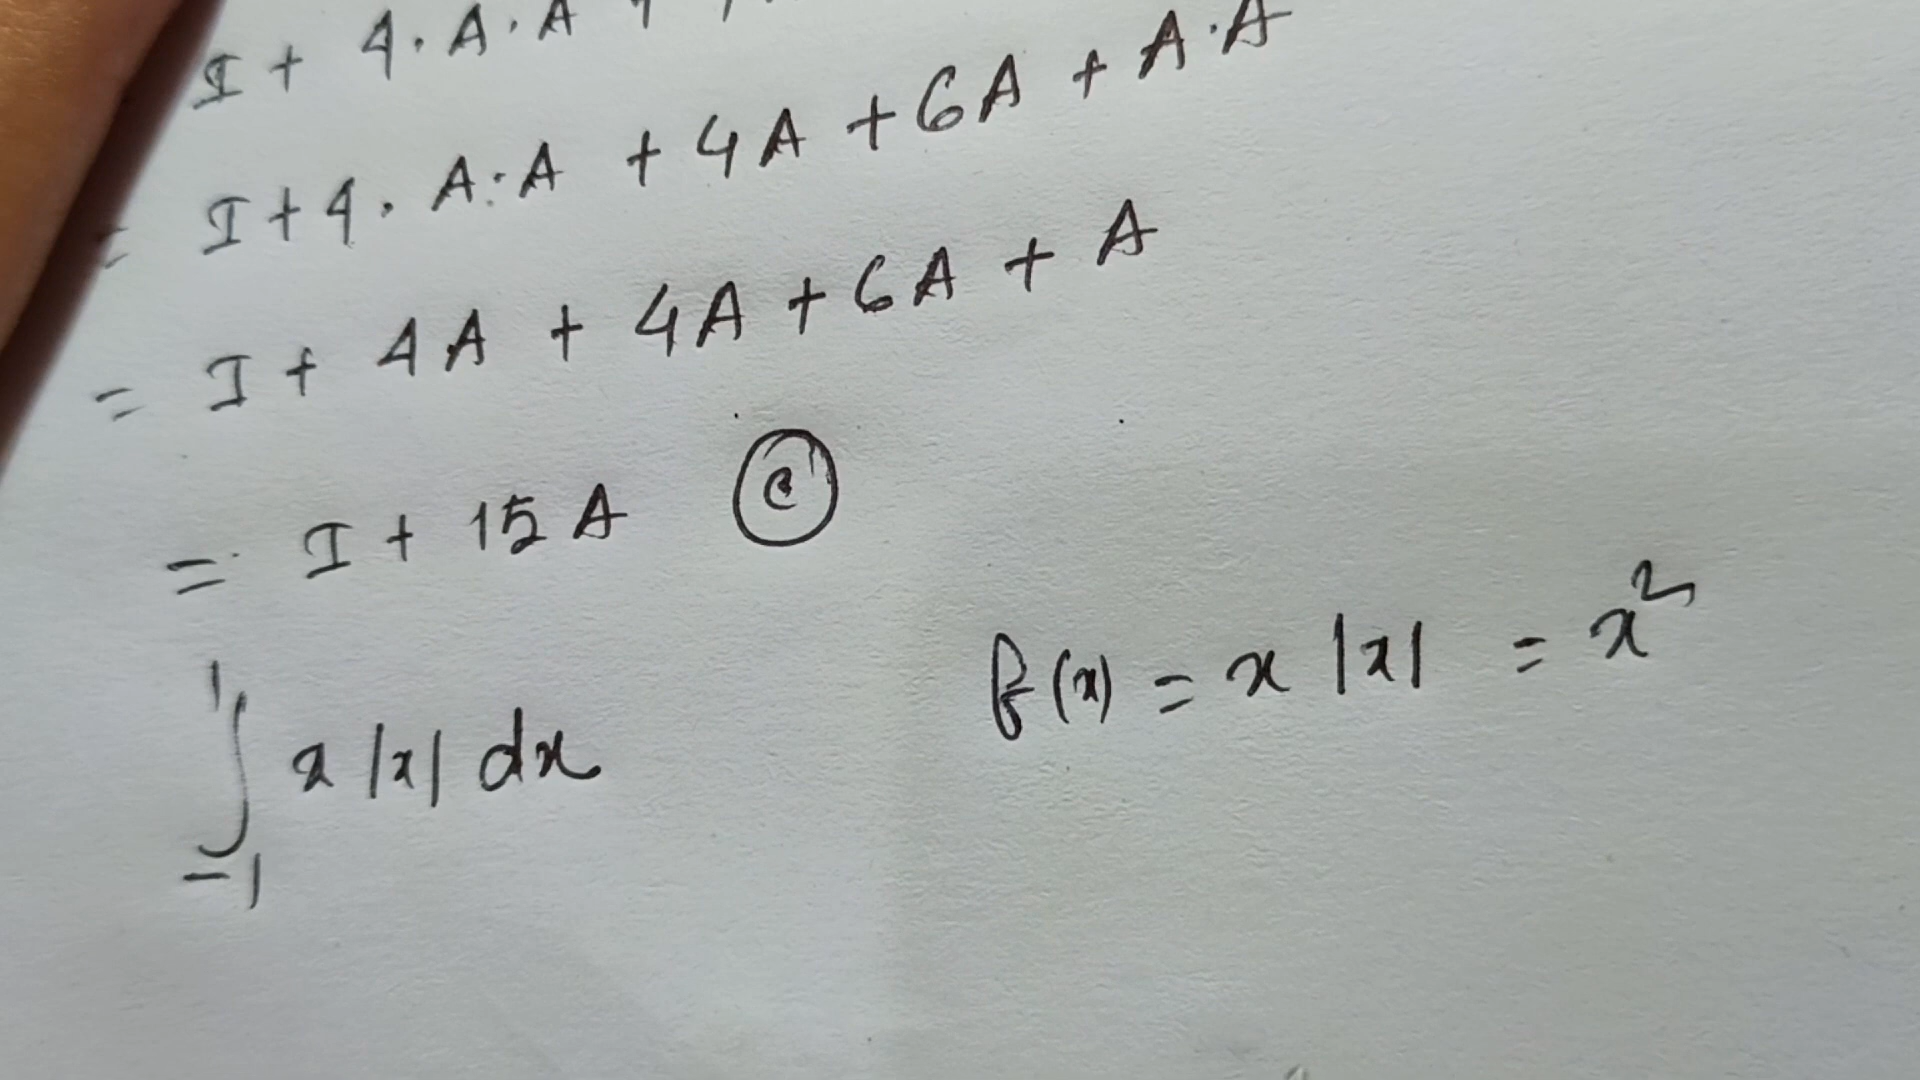 I + 4. A. A
= I + 4. A.A + 4A + 6A + A.A
= I + 4A + 4A + 6A + A
= I + 15A
∫₋₁¹ x |x| dx
f(x) = x |x| = x²